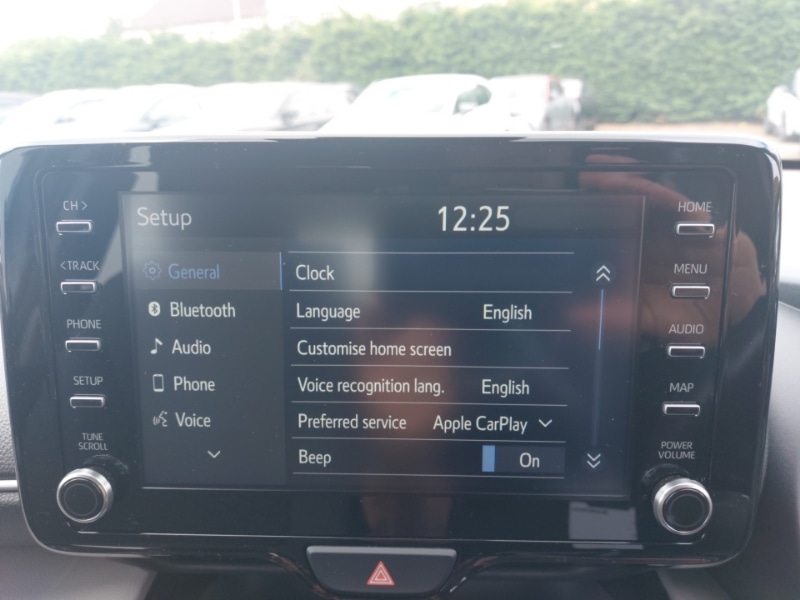 CH >
< TRACK
PHONE
SETUP
TUNE
SCROLL
Setup
12:25
General
Bluetooth
Audio
Phone
Voice
Clock
Language English
Customise home screen
Voice recognition lang. English
Preferred service Apple CarPlay
Beep On
HOME
MENU
AUDIO
MAP
POWER
VOLUME